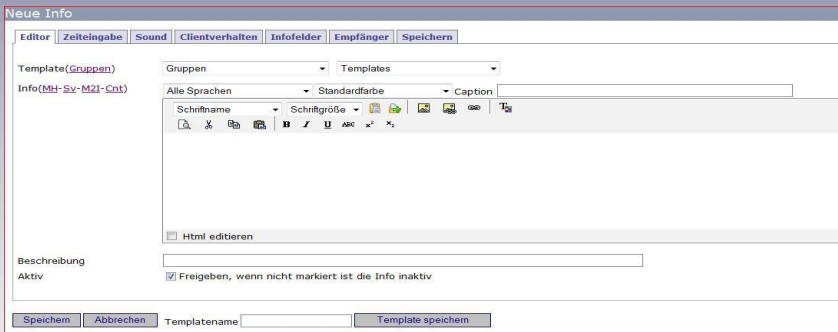 Neue Info
Editor Zeiteingabe Sound Clientverhalten Infofelder Empfänger Speichern
Template(Gruppen) Gruppen Templates
Info(MH-Sv-M2I-Cnt) Alle Sprachen Standardfarbe Caption
Schriftname Schriftgröße
B I U ABC x² x₂
Html editieren
Beschreibung
Aktiv Freigeben, wenn nicht markiert ist die Info inaktiv
Speichern Abbrechen Templatename Template speichern